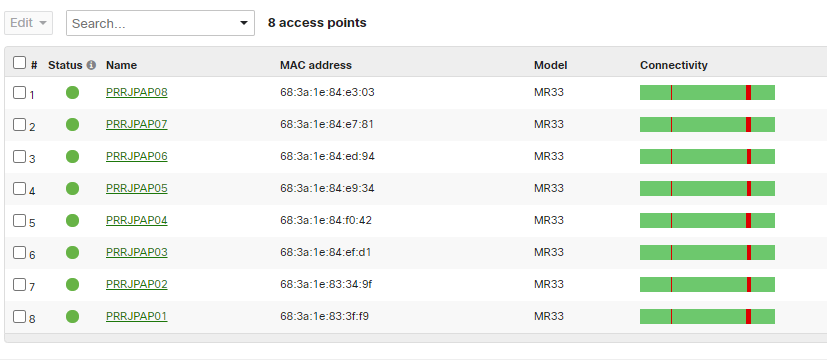 Edit Search... 8 access points
# Status Name MAC address Model Connectivity
1 PRRJPAP08 68:3a:1e:84:e3:03 MR33
2 PRRJPAP07 68:3a:1e:84:e7:81 MR33
3 PRRJPAP06 68:3a:1e:84:ed:94 MR33
4 PRRJPAP05 68:3a:1e:84:e9:34 MR33
5 PRRJPAP04 68:3a:1e:84:f0:42 MR33
6 PRRJPAP03 68:3a:1e:84:ef:d1 MR33
7 PRRJPAP02 68:3a:1e:83:34:9f MR33
8 PRRJPAP01 68:3a:1e:83:3f:f9 MR33